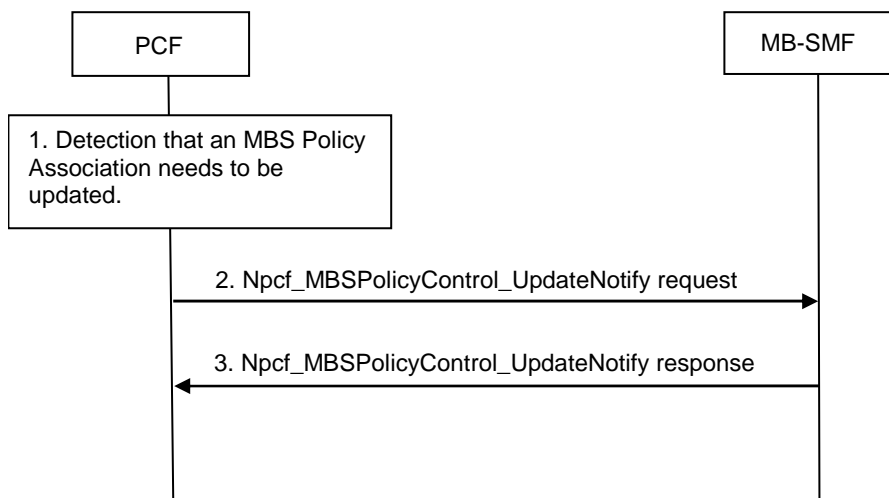 PCF
MB-SMF
1. Detection that an MBS Policy
Association needs to be
updated.
2. Npcf_MBSPolicyControl_UpdateNotify request
3. Npcf_MBSPolicyControl_UpdateNotify response